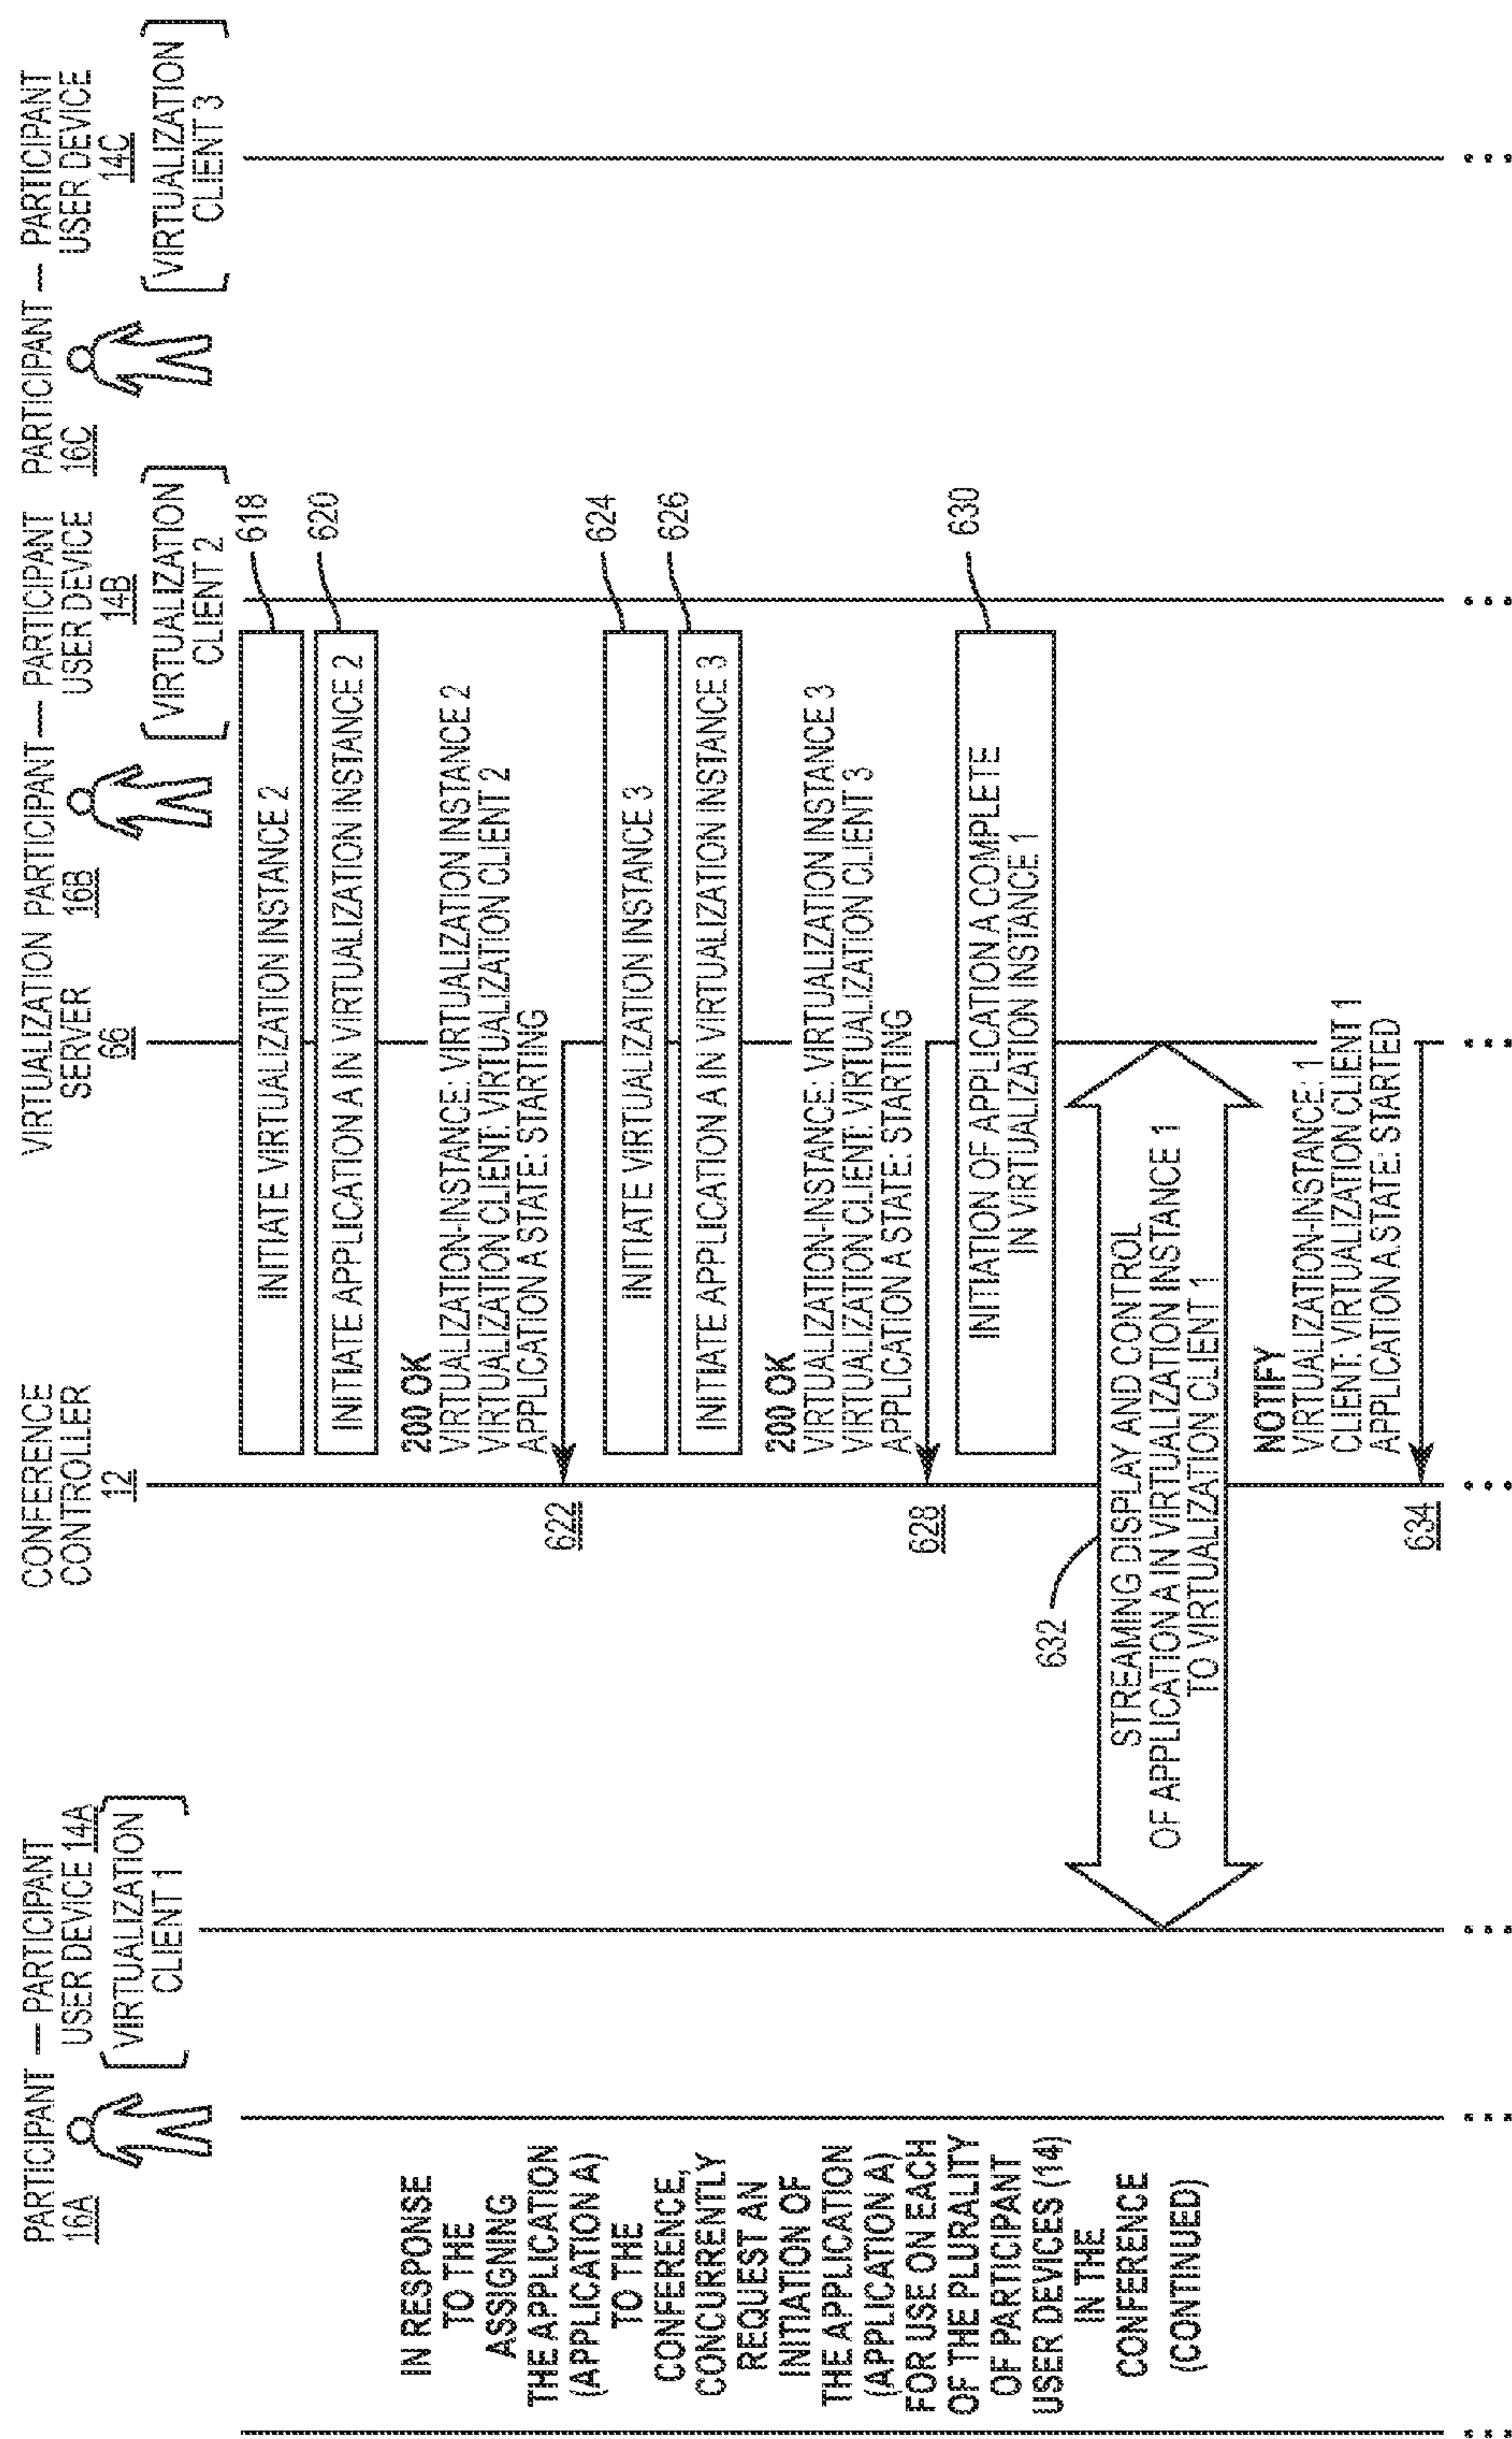 PARTICIPANT — PARTICIPANT
16A
USER DEVICE 14A
VIRTUALIZATION
CLIENT 1
CONFERENCE
CONTROLLER
12
VIRTUALIZATION
SERVER
66
PARTICIPANT — PARTICIPANT
16B
USER DEVICE
14B
VIRTUALIZATION
CLIENT 2
PARTICIPANT — PARTICIPANT
16C
USER DEVICE
14C
VIRTUALIZATION
CLIENT 3
IN RESPONSE
TO THE
ASSIGNING
THE APPLICATION
(APPLICATION A)
TO THE
CONFERENCE,
CONCURRENTLY
REQUEST AN
INITIATION OF
THE APPLICATION
(APPLICATION A)
FOR USE ON EACH
OF THE PLURALITY
OF PARTICIPANT
USER DEVICES (14)
IN THE
CONFERENCE
(CONTINUED)
INITIATE VIRTUALIZATION INSTANCE 2
618
INITIATE APPLICATION A IN VIRTUALIZATION INSTANCE 2
620
200 OK
VIRTUALIZATION-INSTANCE: VIRTUALIZATION INSTANCE 2
VIRTUALIZATION CLIENT: VIRTUALIZATION CLIENT 2
APPLICATION A STATE: STARTING
622
INITIATE VIRTUALIZATION INSTANCE 3
624
INITIATE APPLICATION A IN VIRTUALIZATION INSTANCE 3
626
200 OK
VIRTUALIZATION-INSTANCE: VIRTUALIZATION INSTANCE 3
VIRTUALIZATION CLIENT: VIRTUALIZATION CLIENT 3
APPLICATION A STATE: STARTING
628
INITIATION OF APPLICATION A COMPLETE
IN VIRTUALIZATION INSTANCE 1
630
632
STREAMING DISPLAY AND CONTROL
OF APPLICATION A IN VIRTUALIZATION INSTANCE 1
TO VIRTUALIZATION CLIENT 1
NOTIFY
VIRTUALIZATION-INSTANCE: 1
CLIENT: VIRTUALIZATION CLIENT 1
APPLICATION A STATE: STARTED
634